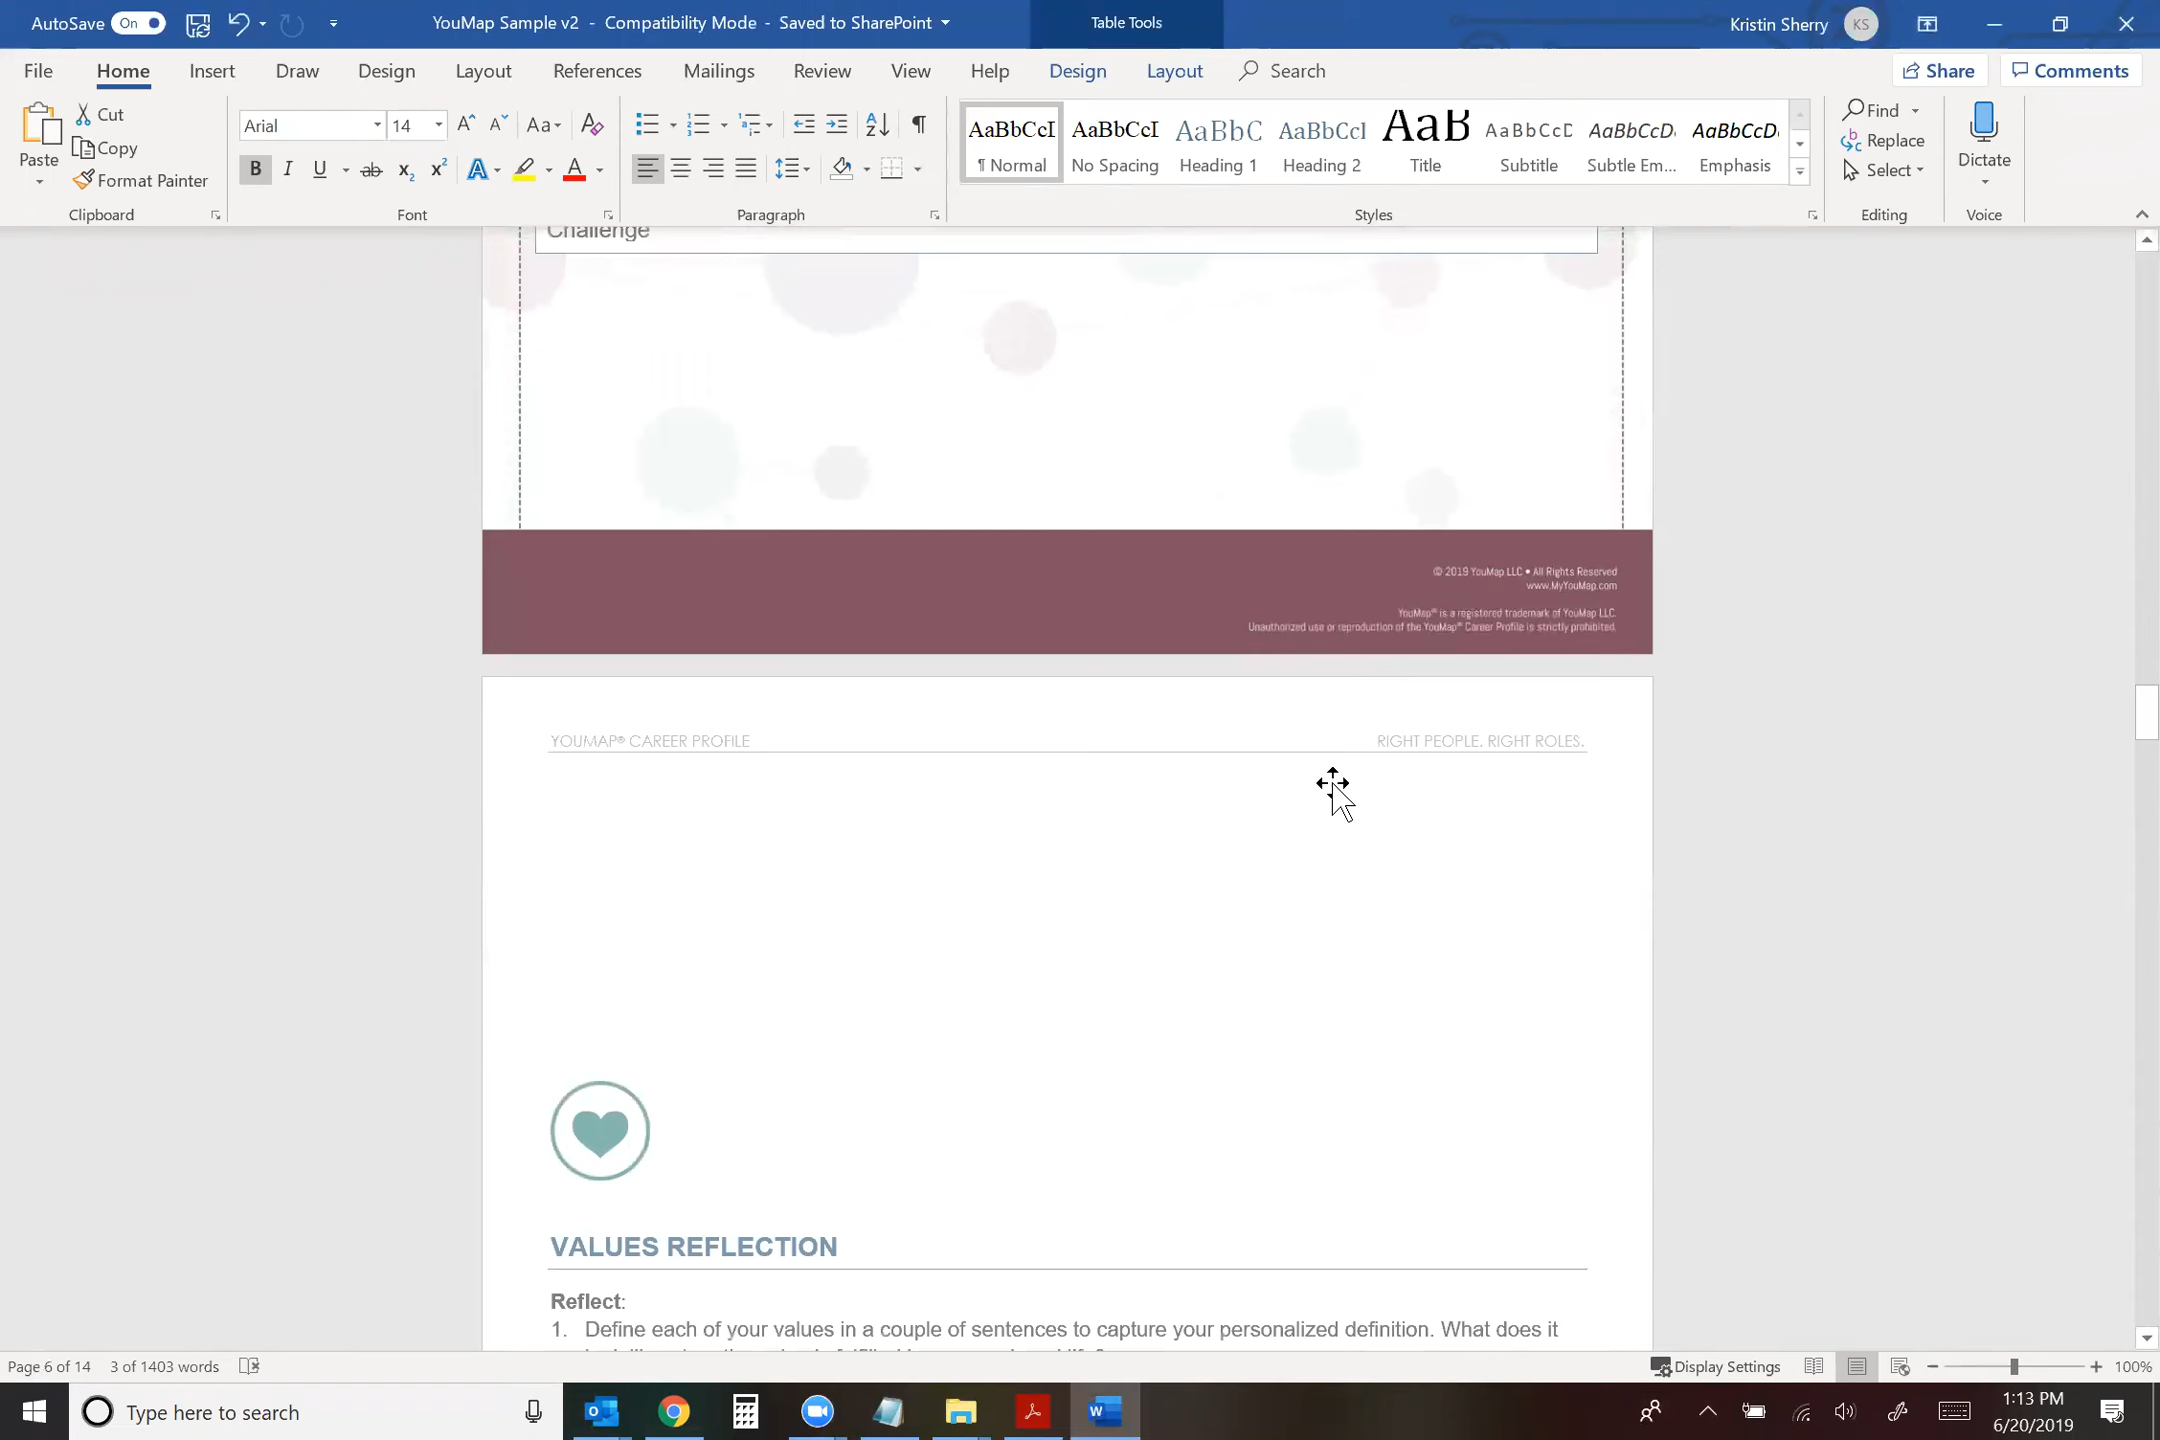 AutoSave On YouMap Sample v2 - Compatibility Mode - Saved to SharePoint Table Tools Kristin Sherry KS
File Home Insert Draw Design Layout References Mailings Review View Help Design Layout Search Share Comments
Paste
Cut
Copy
Format Painter
Clipboard
Arial 14 Aa
B I U ab x₂ x² A A
Font
Paragraph
AaBbCcI AaBbCcI AaBbC AaBbCcI AaB AaBbCcD AaBbCcD. AaBbCcD
¶ Normal No Spacing Heading 1 Heading 2 Title Subtitle Subtle Em... Emphasis
Styles
Find
Replace
Select
Editing
Dictate
Voice
Challenge
© 2019 YouMap LLC • All Rights Reserved
www.MyYouMap.com
YouMap® is a registered trademark of YouMap LLC.
Unauthorized use or reproduction of the YouMap® Career Profile is strictly prohibited.
YOUMAP® CAREER PROFILE RIGHT PEOPLE. RIGHT ROLES.
VALUES REFLECTION
Reflect:
1. Define each of your values in a couple of sentences to capture your personalized definition. What does it
Page 6 of 14 3 of 1403 words Display Settings 100%
Type here to search
1:13 PM
6/20/2019